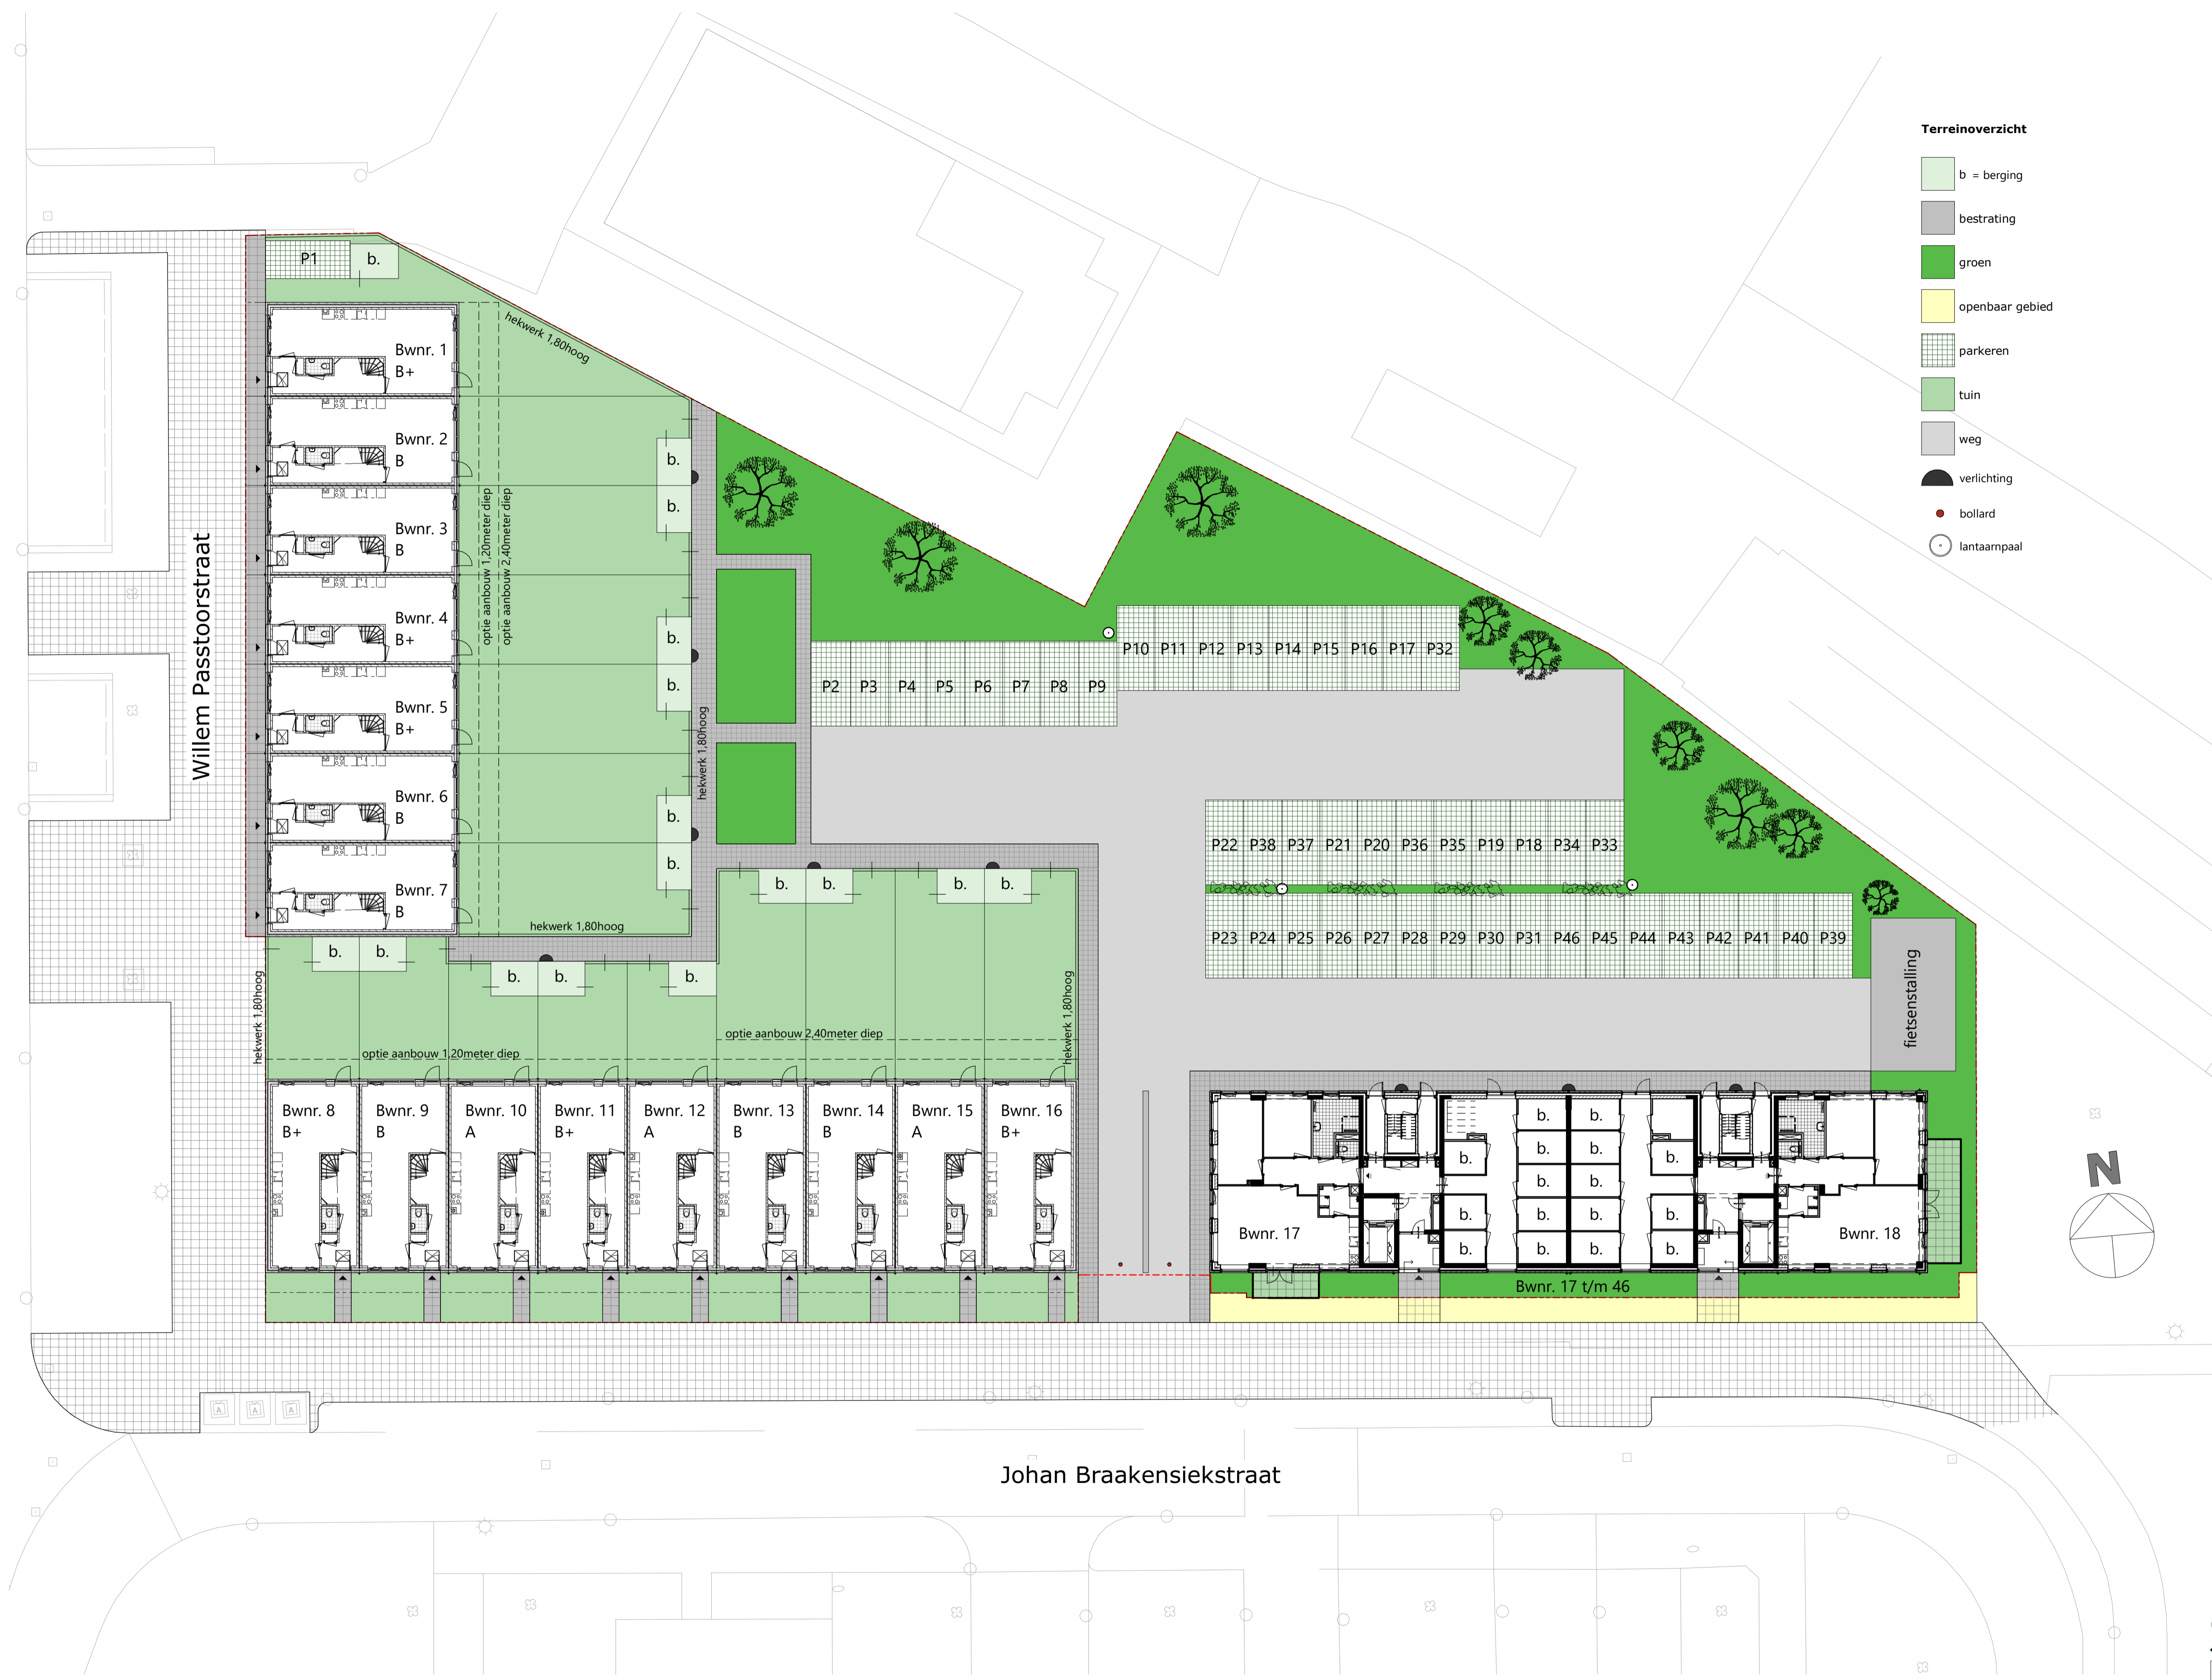 Terreinoverzicht
b = berging
bestrating
groen
openbaar gebied
parkeren
tuin
weg
verlichting
bollard
lantaarnpaal
N
P1
b.
hekwerk 1,80hoog
Bwnr. 1
B+
Bwnr. 2
B
Bwnr. 3
B
Bwnr. 4
B+
Bwnr. 5
B+
Bwnr. 6
B
Bwnr. 7
B
optie aanbouw 1,20meter diep
optie aanbouw 2,40meter diep
b.
b.
b.
b.
b.
b.
hekwerk 1,80hoog
hekwerk 1,80hoog
Willem Passtoorstraat
P2 P3 P4 P5 P6 P7 P8 P9
P10 P11 P12 P13 P14 P15 P16 P17 P32
P22 P38 P37 P21 P20 P36 P35 P19 P18 P34 P33
P23 P24 P25 P26 P27 P28 P29 P30 P31 P46 P45 P44 P43 P42 P41 P40 P39
fietsenstalling
b. b. b. b.
b. b. b. b. b.
hekwerk 1,80hoog
hekwerk 1,80hoog
optie aanbouw 2,40meter diep
optie aanbouw 1,20meter diep
Bwnr. 8
B+
Bwnr. 9
B
Bwnr. 10
A
Bwnr. 11
B+
Bwnr. 12
A
Bwnr. 13
B
Bwnr. 14
B
Bwnr. 15
A
Bwnr. 16
B+
b. b.
b. b. b. b.
b. b.
b. b. b. b.
b. b. b. b.
Bwnr. 17
Bwnr. 18
Bwnr. 17 t/m 46
A A A
Johan Braakensiekstraat